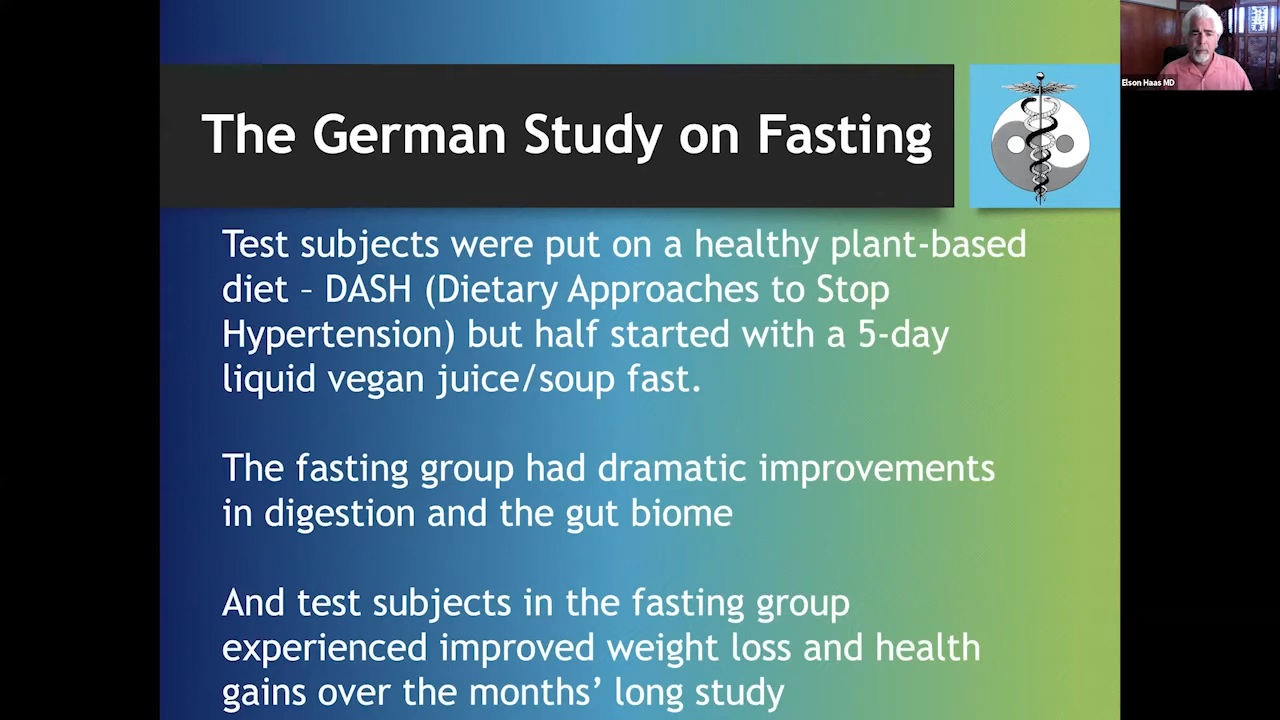 Elson Haas MD
The German Study on Fasting
Test subjects were put on a healthy plant-based
diet – DASH (Dietary Approaches to Stop
Hypertension) but half started with a 5-day
liquid vegan juice/soup fast.
The fasting group had dramatic improvements
in digestion and the gut biome
And test subjects in the fasting group
experienced improved weight loss and health
gains over the months’ long study